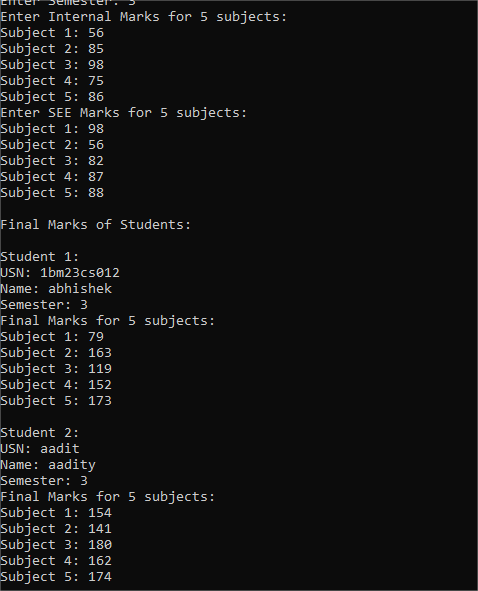 Enter Semester: 3
Enter Internal Marks for 5 subjects:
Subject 1: 56
Subject 2: 85
Subject 3: 98
Subject 4: 75
Subject 5: 86
Enter SEE Marks for 5 subjects:
Subject 1: 98
Subject 2: 56
Subject 3: 82
Subject 4: 87
Subject 5: 88
Final Marks of Students:
Student 1:
USN: 1bm23cs012
Name: abhishek
Semester: 3
Final Marks for 5 subjects:
Subject 1: 79
Subject 2: 163
Subject 3: 119
Subject 4: 152
Subject 5: 173
Student 2:
USN: aadit
Name: aadity
Semester: 3
Final Marks for 5 subjects:
Subject 1: 154
Subject 2: 141
Subject 3: 180
Subject 4: 162
Subject 5: 174